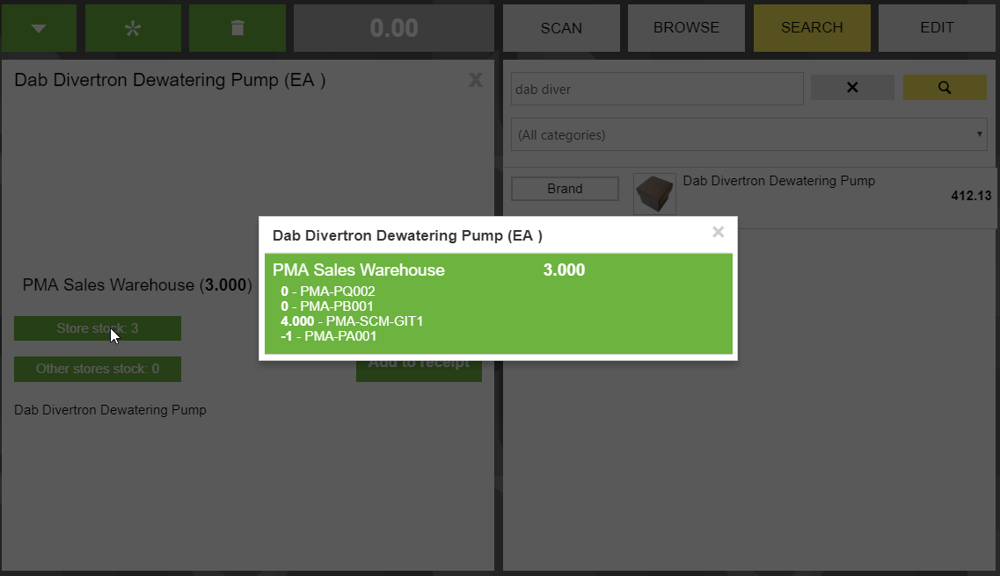 0.00
SCAN
BROWSE
SEARCH
EDIT
Dab Divertron Dewatering Pump (EA )
X
dab diver
(All categories)
Brand
Dab Divertron Dewatering Pump
412.13
Dab Divertron Dewatering Pump (EA )
PMA Sales Warehouse 3.000
0 - PMA-PQ002
0 - PMA-PB001
4.000 - PMA-SCM-GIT1
-1 - PMA-PA001
PMA Sales Warehouse (3.000)
Store stock: 3
Other stores stock: 0
Add to receipt
Dab Divertron Dewatering Pump